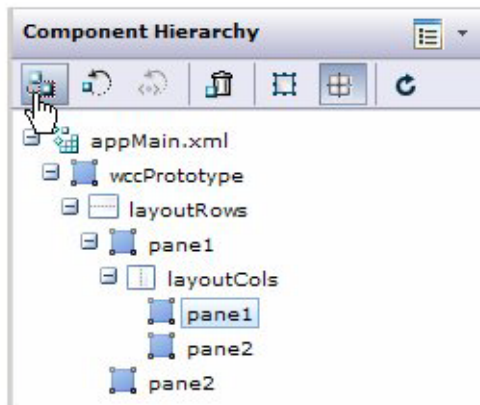 Component Hierarchy
appMain.xml
wccPrototype
layoutRows
pane1
layoutCols
pane1
pane2
pane2